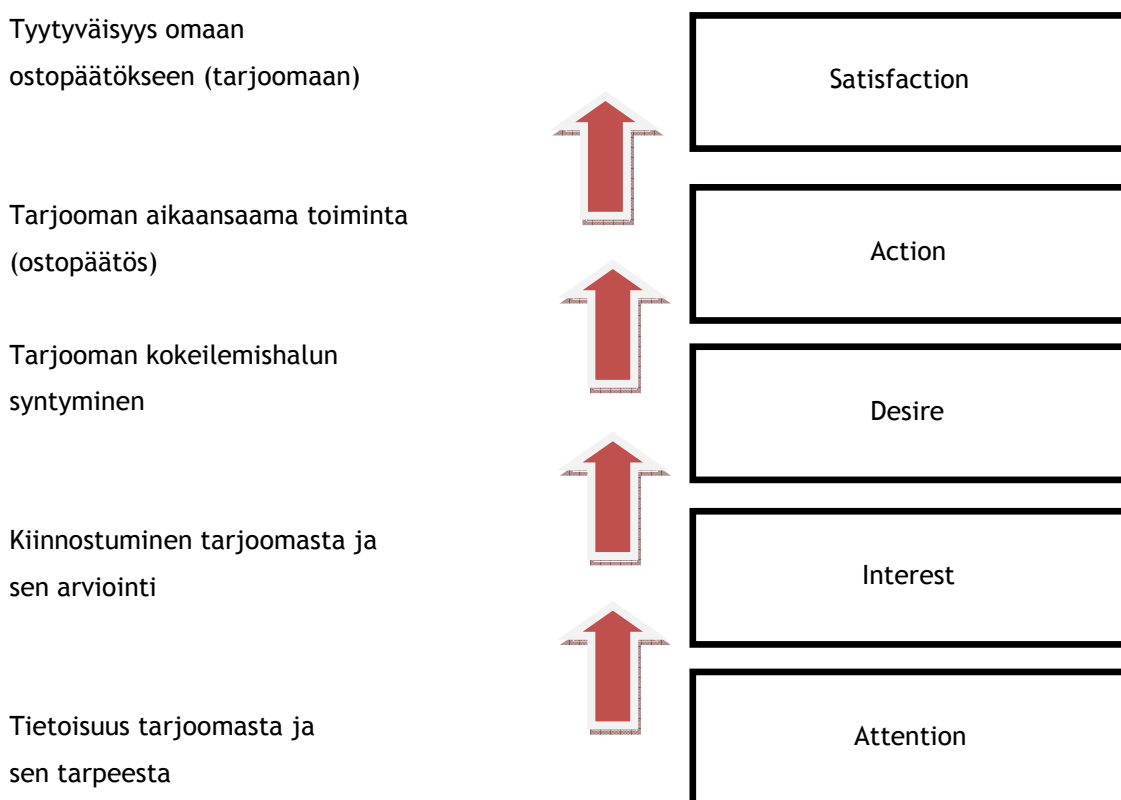 Tyytyväisyys omaan
ostopäätökseen (tarjoomaan)
Satisfaction
Tarjooman aikaansaama toiminta
(ostopäätös)
Action
Tarjooman kokeilemishalun
syntyminen
Desire
Kiinnostuminen tarjoomasta ja
sen arviointi
Interest
Tietoisuus tarjoomasta ja
sen tarpeesta
Attention